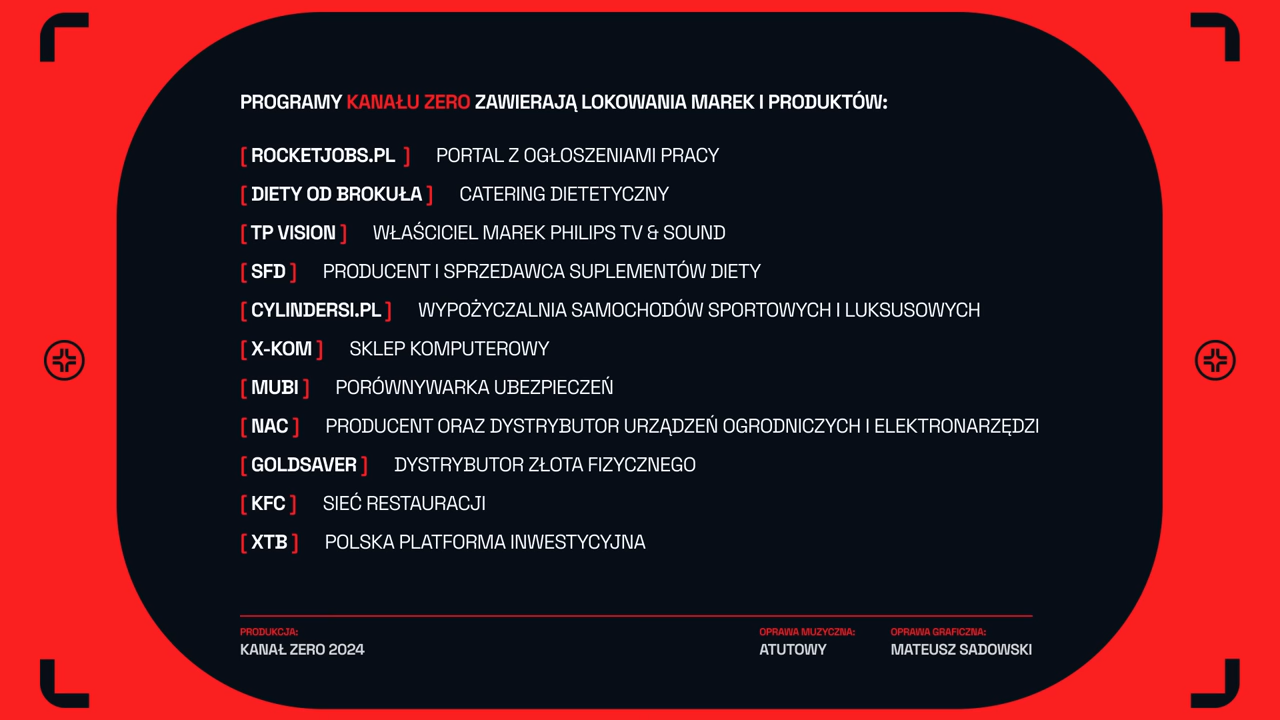 PROGRAMY KANAŁU ZERO ZAWIERAJĄ LOKOWANIA MAREK I PRODUKTÓW:
[ ROCKETJOBS.PL ] PORTAL Z OGŁOSZENIAMI PRACY
[ DIETY OD BROKUŁA ] CATERING DIETETYCZNY
[ TP VISION ] WŁAŚCICIEL MAREK PHILIPS TV & SOUND
[ SFD ] PRODUCENT I SPRZEDAWCA SUPLEMENTÓW DIETY
[ CYLINDERSI.PL ] WYPOŻYCZALNIA SAMOCHODÓW SPORTOWYCH I LUKSUSOWYCH
[ X-KOM ] SKLEP KOMPUTEROWY
[ MUBI ] PORÓWNYWARKA UBEZPIECZEŃ
[ NAC ] PRODUCENT ORAZ DYSTRYBUTOR URZĄDZEŃ OGRODNICZYCH I ELEKTRONARZĘDZI
[ GOLDSAVER ] DYSTRYBUTOR ZŁOTA FIZYCZNEGO
[ KFC ] SIEĆ RESTAURACJI
[ XTB ] POLSKA PLATFORMA INWESTYCYJNA
PRODUKCJA:
KANAŁ ZERO 2024
OPRAWA MUZYCZNA:
ATUTOWY
OPRAWA GRAFICZNA:
MATEUSZ SADOWSKI